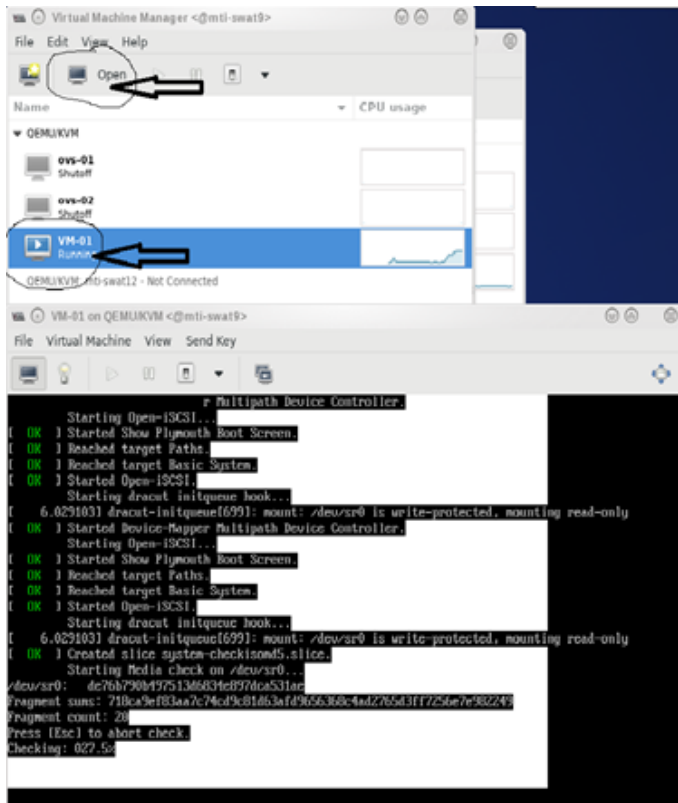 Virtual Machine Manager <@mti-swat9>
File Edit View Help
Open
Name CPU usage
QEMU/KVM
ovs-01
Shutoff
ovs-02
Shutoff
VM-01
Running
QEMU/KVM: mti-swat12 - Not Connected
VM-01 on QEMU/KVM <@mti-swat9>
File Virtual Machine View Send Key
r Multipath Device Controller.
Starting Open-iSCSI...
[ OK ] Started Show Plymouth Boot Screen.
[ OK ] Reached target Paths.
[ OK ] Reached target Basic System.
[ OK ] Started Open-iSCSI.
Starting dracut initqueue hook...
[ 6.029103] dracut-initqueue[699]: mount: /dev/sr0 is write-protected, mounting read-only
[ OK ] Started Device-Mapper Multipath Device Controller.
Starting Open-iSCSI...
[ OK ] Started Show Plymouth Boot Screen.
[ OK ] Reached target Paths.
[ OK ] Reached target Basic System.
[ OK ] Started Open-iSCSI.
Starting dracut initqueue hook...
[ 6.029103] dracut-initqueue[699]: mount: /dev/sr0 is write-protected, mounting read-only
[ OK ] Created slice system-checkisomd5.slice.
Starting Media check on /dev/sr0...
/dev/sr0:
Fragment sums:
Fragment count: 20
Press [Esc] to abort check.
Checking: 027.5%